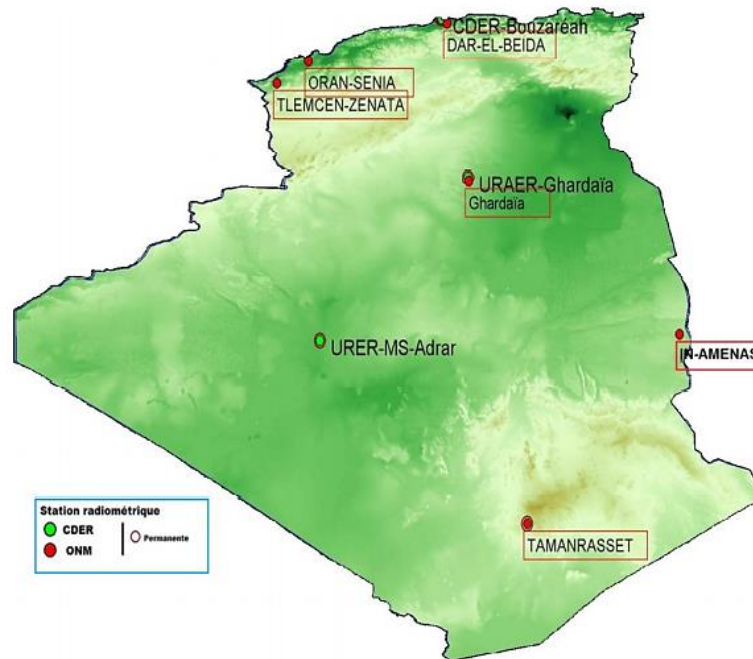 CDER-Bouzaréah
DAR-EL-BEIDA
ORAN-SENIA
TLEMCEN-ZENATA
URAER-Ghardaïa
Ghardaïa
URER-MS-Adrar
IN-AMENAS
TAMANRASSET
Station radiométrique
CDER
ONM
Permanente